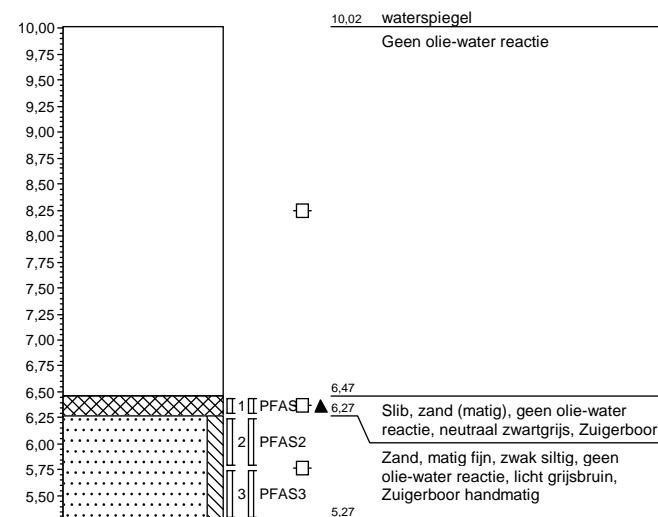 10,02 waterspiegel
10,00
Geen olie-water reactie
9,75
9,50
9,25
9,00
8,75
8,50
8,25
8,00
7,75
7,50
7,25
7,00
6,75
6,50
6,47
1 PFAS
6,27
6,25
Slib, zand (matig), geen olie-water
reactie, neutraal zwartgrijs, Zuigerboor
6,00
2 PFAS2
Zand, matig fijn, zwak siltig, geen
olie-water reactie, licht grijsbruin,
Zuigerboor handmatig
5,75
5,50
3 PFAS3
5,27